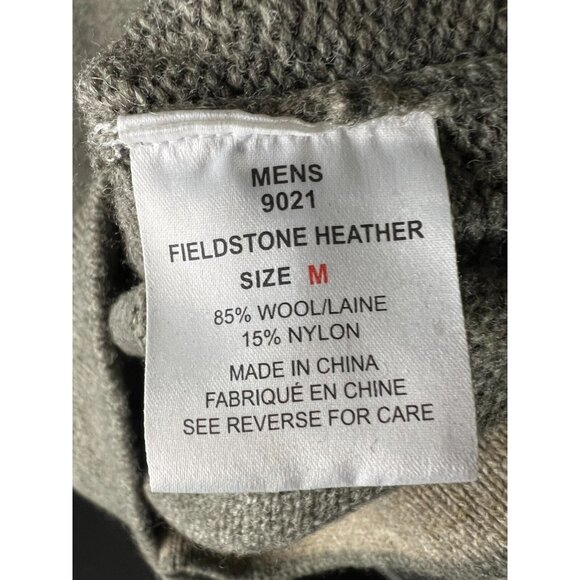 MENS
9021
FIELDSTONE HEATHER
SIZE M
85% WOOL/LAINE
15% NYLON
MADE IN CHINA
FABRIQUÉ EN CHINE
SEE REVERSE FOR CARE